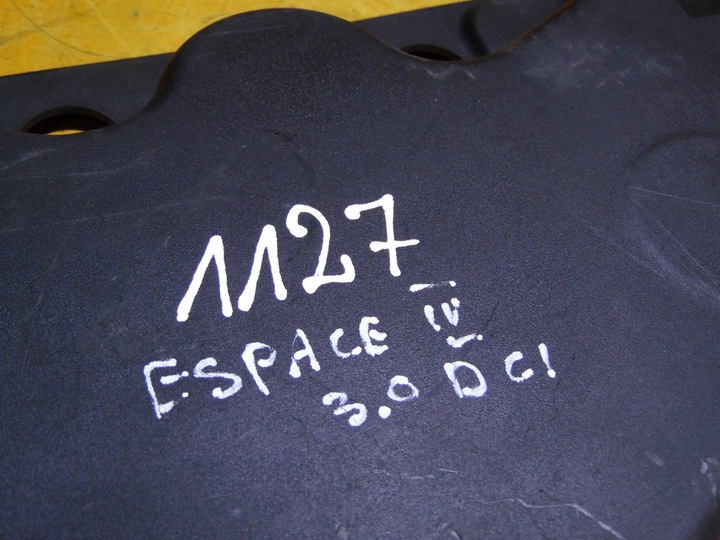 1127
ESPACE IV
3.0 DCI